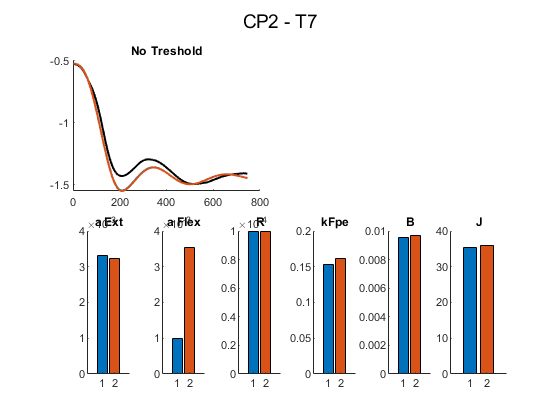 CP2 - T7
No Treshold
-0.5
-1
-1.5
0 200 400 600 800
a Ext a Flex R kFpe B J
4 4 1 0.2 0.01 40
3 3 0.8 0.15 0.008 30
2 2 0.6 0.1 0.006 20
1 1 0.4 0.05 0.004 10
0 0 0.2 0 0.002 0
0 0
1 2 1 2 1 2 1 2 1 2 1 2